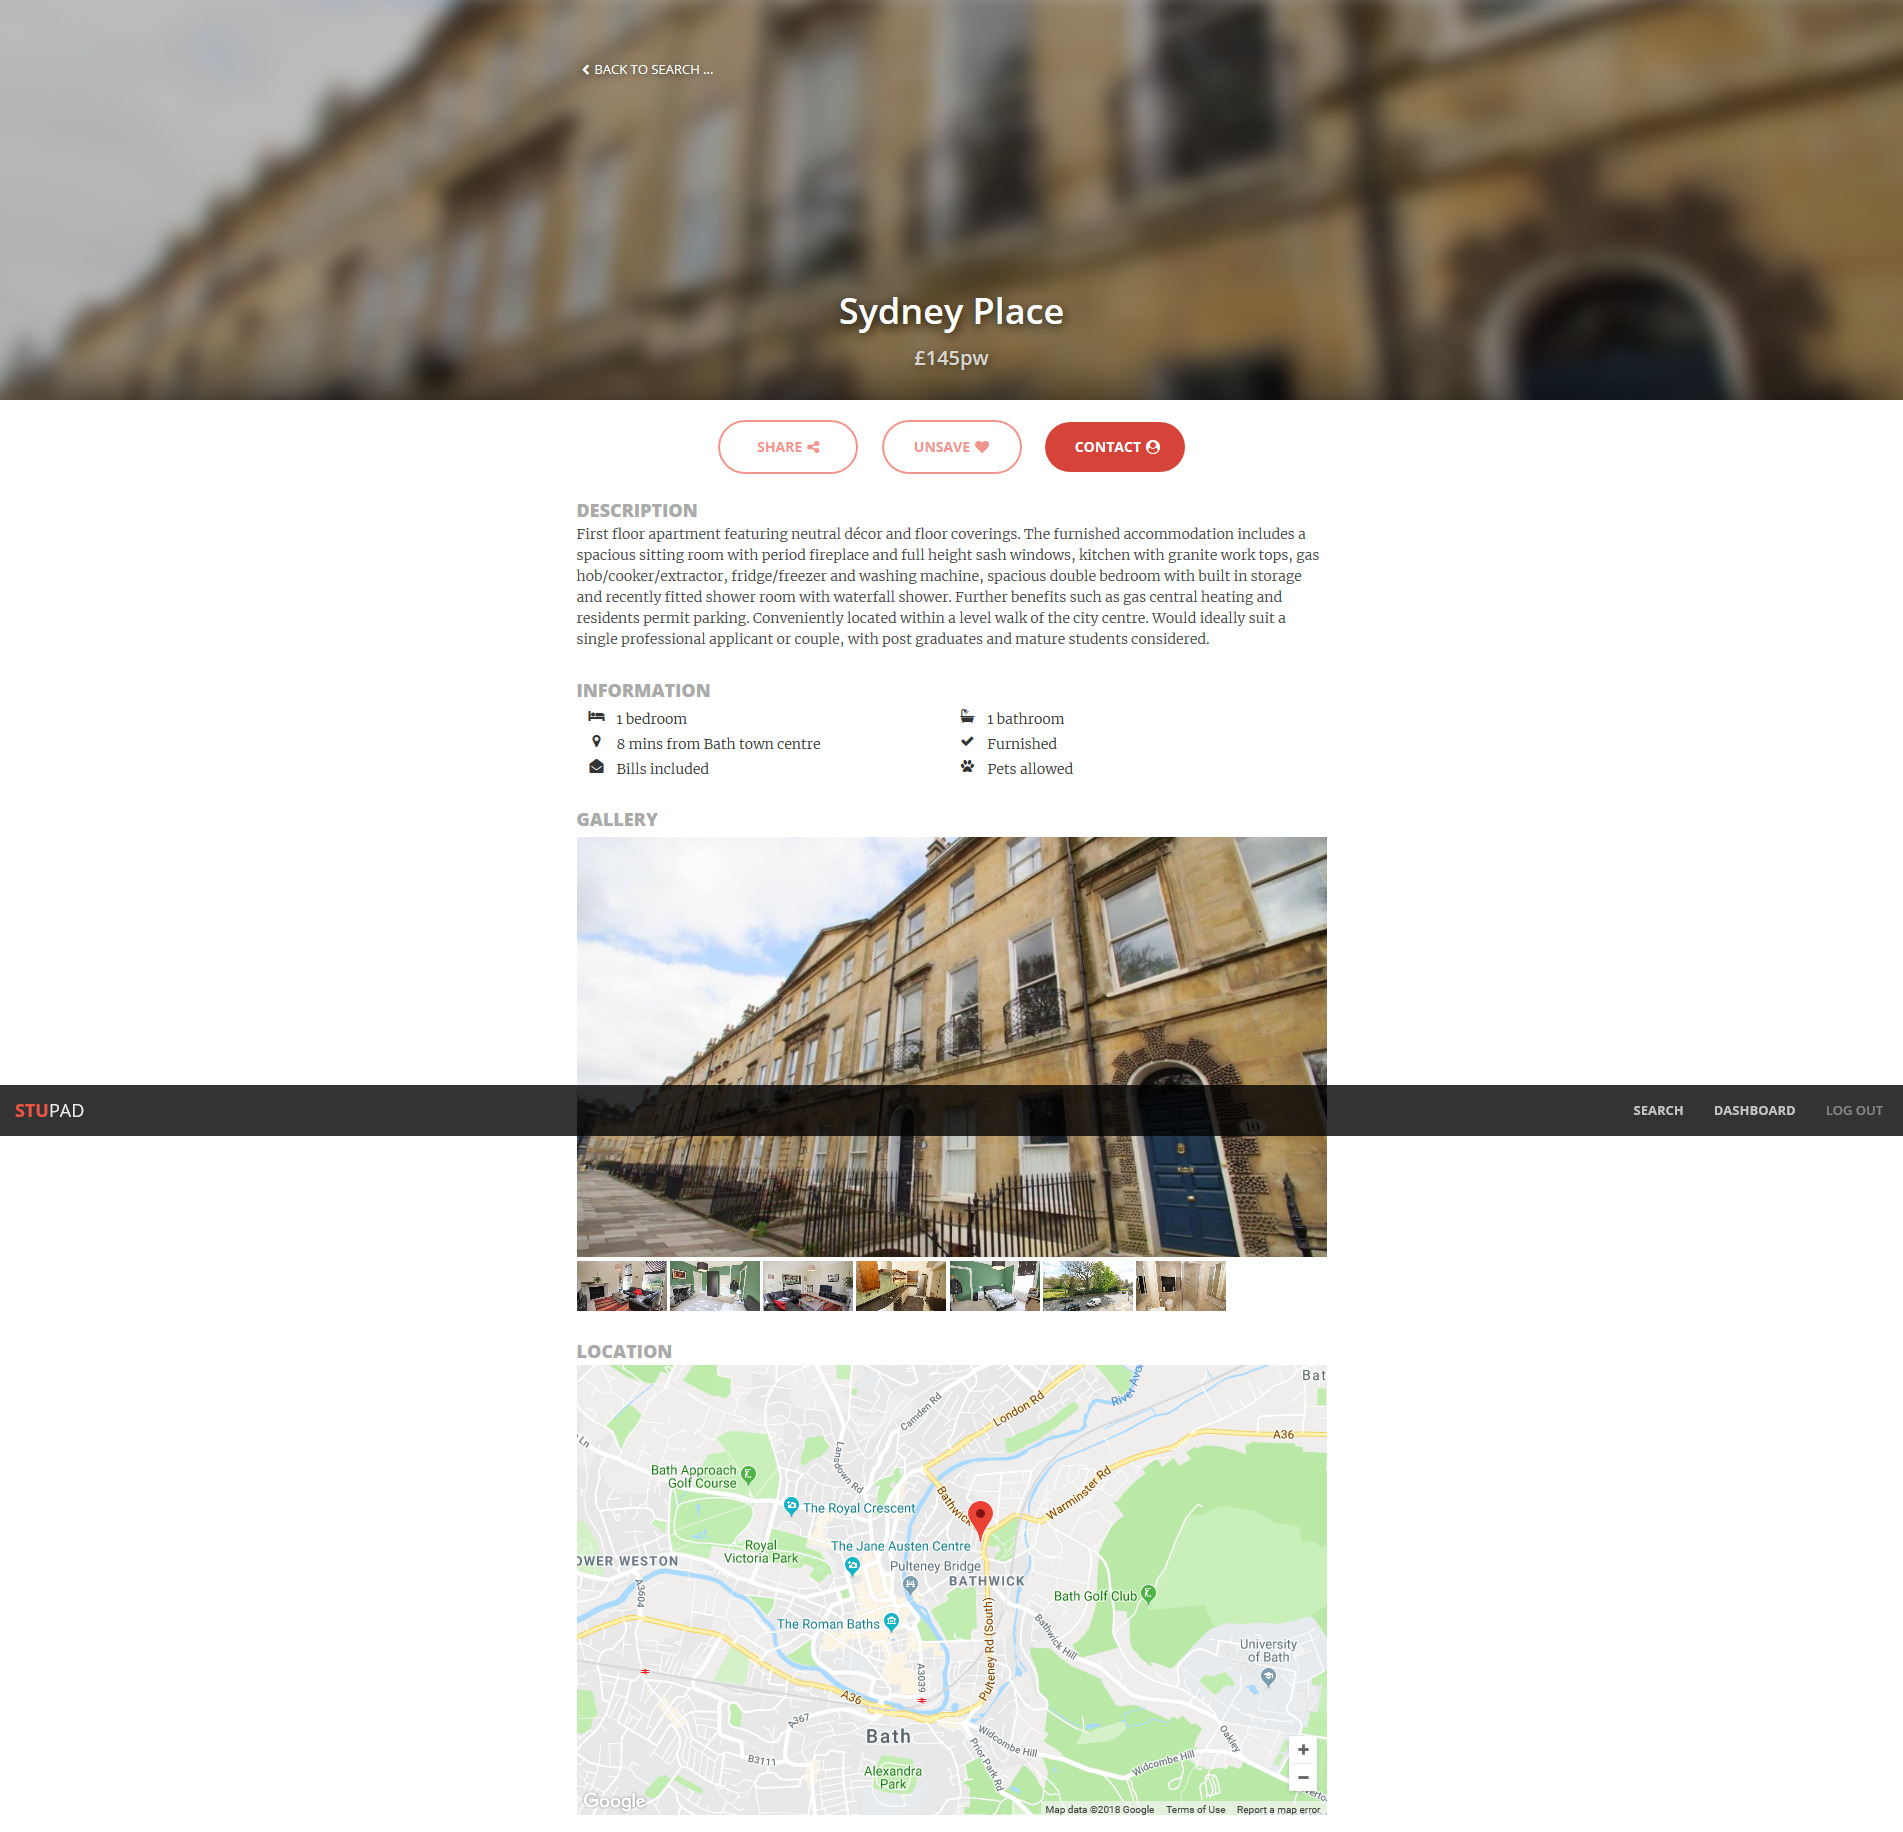 BACK TO SEARCH ...
Sydney Place
£145pw
SHARE
UNSAVE
CONTACT
DESCRIPTION
First floor apartment featuring neutral décor and floor coverings. The furnished accommodation includes a
spacious sitting room with period fireplace and full height sash windows, kitchen with granite work tops, gas
hob/cooker/extractor, fridge/freezer and washing machine, spacious double bedroom with built in storage
and recently fitted shower room with waterfall shower. Further benefits such as gas central heating and
residents permit parking. Conveniently located within a level walk of the city centre. Would ideally suit a
single professional applicant or couple, with post graduates and mature students considered.
INFORMATION
1 bedroom
1 bathroom
8 mins from Bath town centre
Furnished
Bills included
Pets allowed
GALLERY
STUPAD
10
SEARCH
DASHBOARD
LOG OUT
LOCATION
Bat
River Avo
London Rd
Camden Rd
A36
Ln
Lansdown Rd
Bath Approach
Golf Course
Warminster Rd
Bathwick
The Royal Crescent
Royal
Victoria Park
The Jane Austen Centre
OWER WESTON
Pulteney Bridge
BATHWICK
A3604
Bath Golf Club
The Roman Baths
Pulteney Rd (South)
Bathwick Hill
University
of Bath
A3039
A36
A367
Bath
Widcombe Hill
Prior Park Rd
Oakley
B3111
Widcombe Hill
Alexandra
Park
+
−
Google
Map data ©2018 Google
Terms of Use
Report a map error